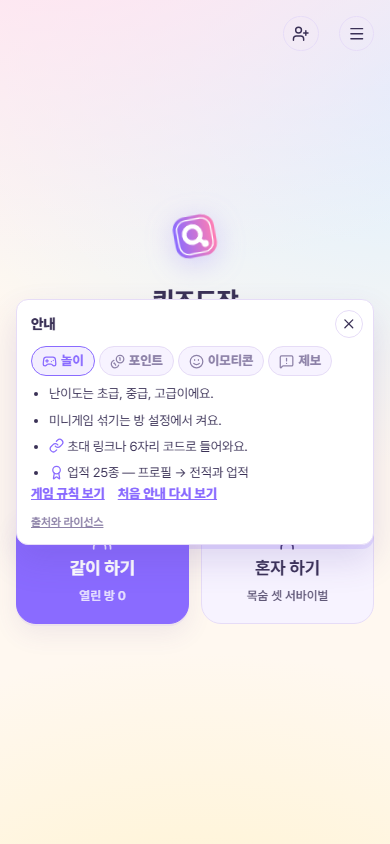 안내
놀이
포인트
이모티콘
제보
난이도는 초급, 중급, 고급이에요.
미니게임 섞기는 방 설정에서 켜요.
초대 링크나 6자리 코드로 들어와요.
업적 25종 — 프로필 → 전적과 업적
게임 규칙 보기 처음 안내 다시 보기
출처와 라이선스
같이 하기
열린 방 0
혼자 하기
목숨 셋 서바이벌